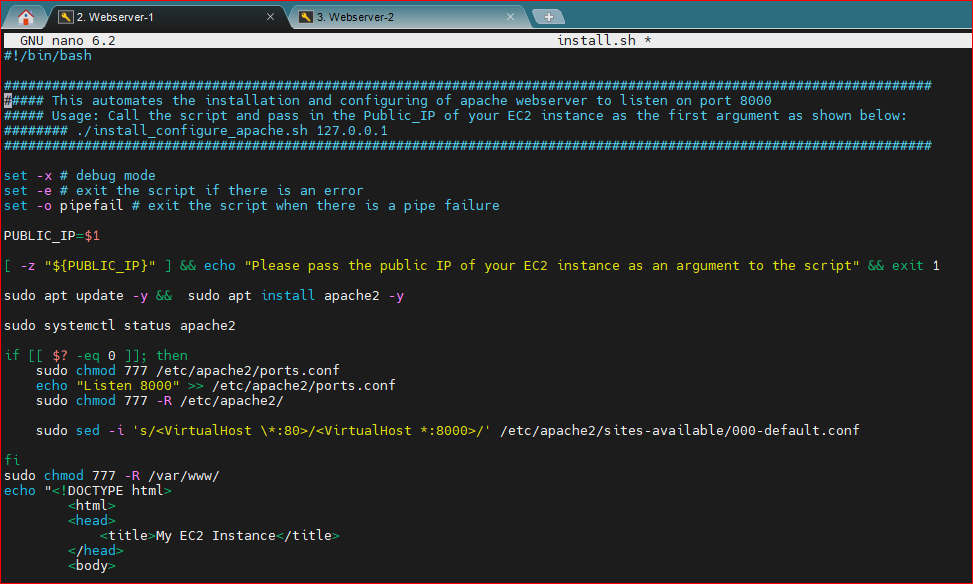 2. Webserver-1
3. Webserver-2
GNU nano 6.2 install.sh *
#!/bin/bash
####################################################################################################################
##### This automates the installation and configuring of apache webserver to listen on port 8000
##### Usage: Call the script and pass in the Public_IP of your EC2 instance as the first argument as shown below:
######## ./install_configure_apache.sh 127.0.0.1
####################################################################################################################
set -x # debug mode
set -e # exit the script if there is an error
set -o pipefail # exit the script when there is a pipe failure
PUBLIC_IP=$1
[ -z "${PUBLIC_IP}" ] && echo "Please pass the public IP of your EC2 instance as an argument to the script" && exit 1
sudo apt update -y &&  sudo apt install apache2 -y
sudo systemctl status apache2
if [[ $? -eq 0 ]]; then
    sudo chmod 777 /etc/apache2/ports.conf
    echo "Listen 8000" >> /etc/apache2/ports.conf
    sudo chmod 777 -R /etc/apache2/
    sudo sed -i 's/<VirtualHost \*:80>/<VirtualHost *:8000>/' /etc/apache2/sites-available/000-default.conf
fi
sudo chmod 777 -R /var/www/
echo "<!DOCTYPE html>
        <html>
        <head>
            <title>My EC2 Instance</title>
        </head>
        <body>